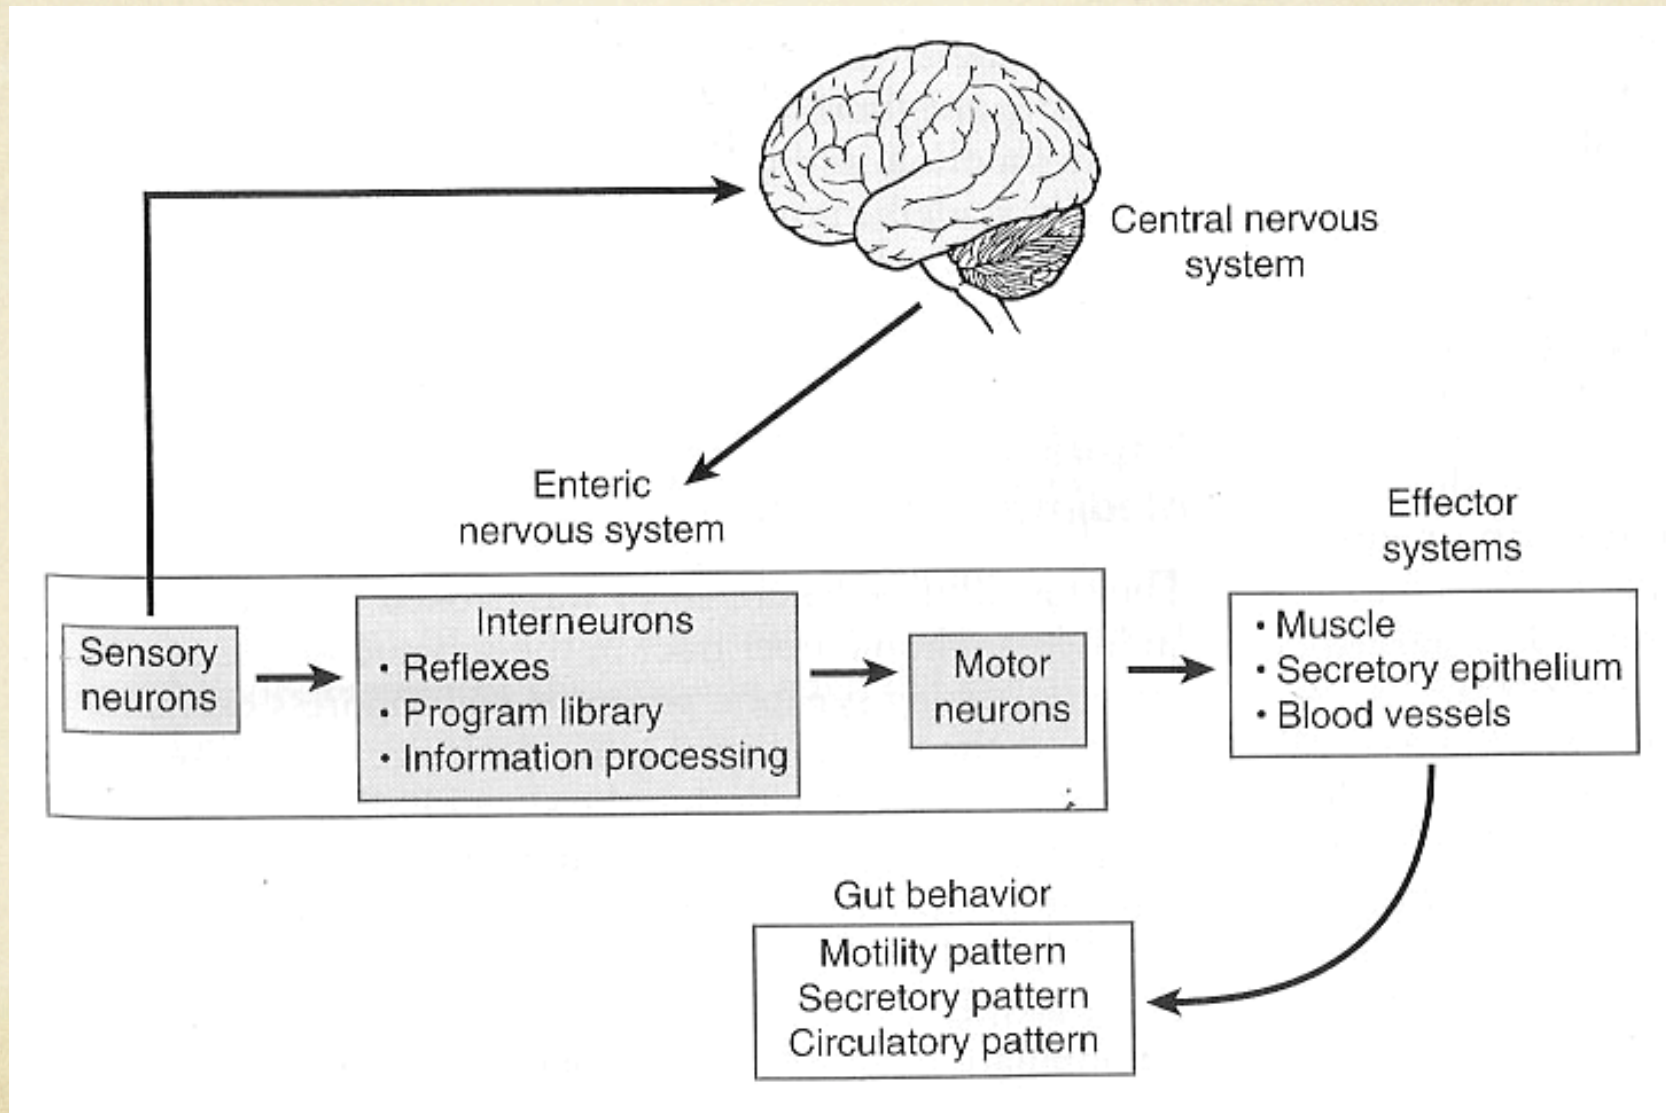 Central nervous
system
Enteric
nervous system
Effector
systems
Sensory
neurons
Interneurons
• Reflexes
• Program library
• Information processing
Motor
neurons
• Muscle
• Secretory epithelium
• Blood vessels
Gut behavior
Motility pattern
Secretory pattern
Circulatory pattern